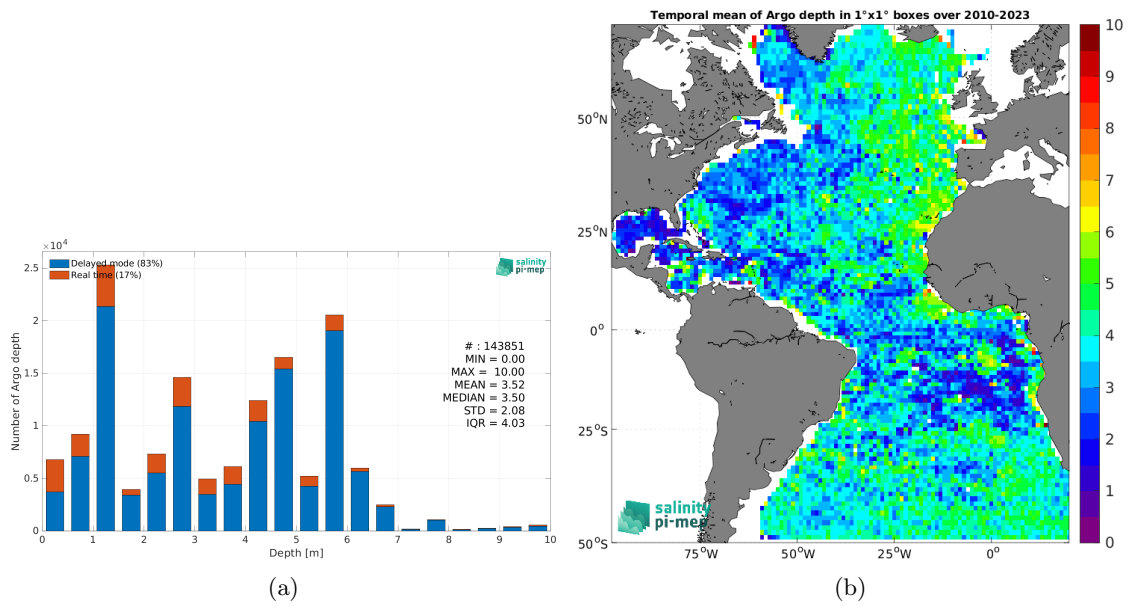 ×10⁴
Delayed mode (83%)
Real time (17%)
salinity
pi-mep
2.5
2
1.5
1
0.5
0
Number of Argo depth
# : 143851
MIN = 0.00
MAX = 10.00
MEAN = 3.52
MEDIAN = 3.50
STD = 2.08
IQR = 4.03
0 1 2 3 4 5 6 7 8 9 10
Depth [m]
(a)
Temporal mean of Argo depth in 1°x1° boxes over 2010-2023
50°N
25°N
0°
25°S
50°S
75°W 50°W 25°W 0°
salinity
pi-mep
10
9
8
7
6
5
4
3
2
1
0
(b)